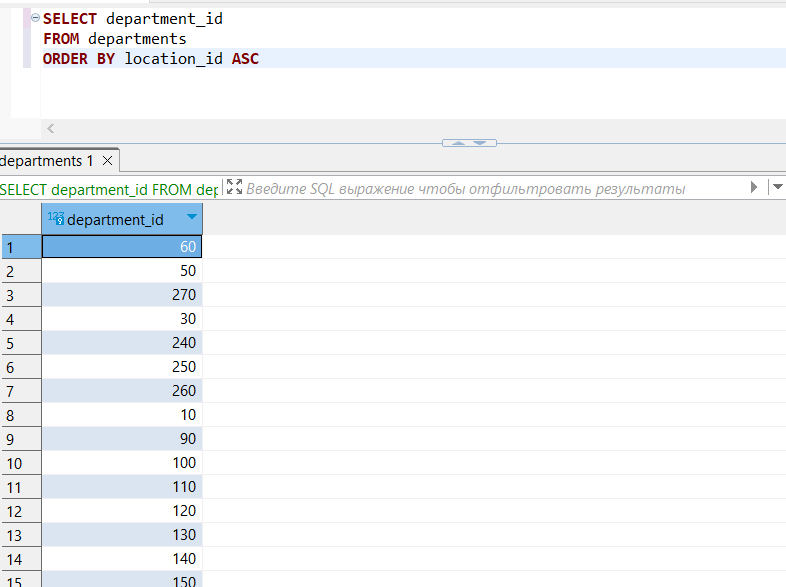 SELECT department_id
FROM departments
ORDER BY location_id ASC
departments 1
SELECT department_id FROM dep
Введите SQL выражение чтобы отфильтровать результаты
123 department_id
1 60
2 50
3 270
4 30
5 240
6 250
7 260
8 10
9 90
10 100
11 110
12 120
13 130
14 140
15 150